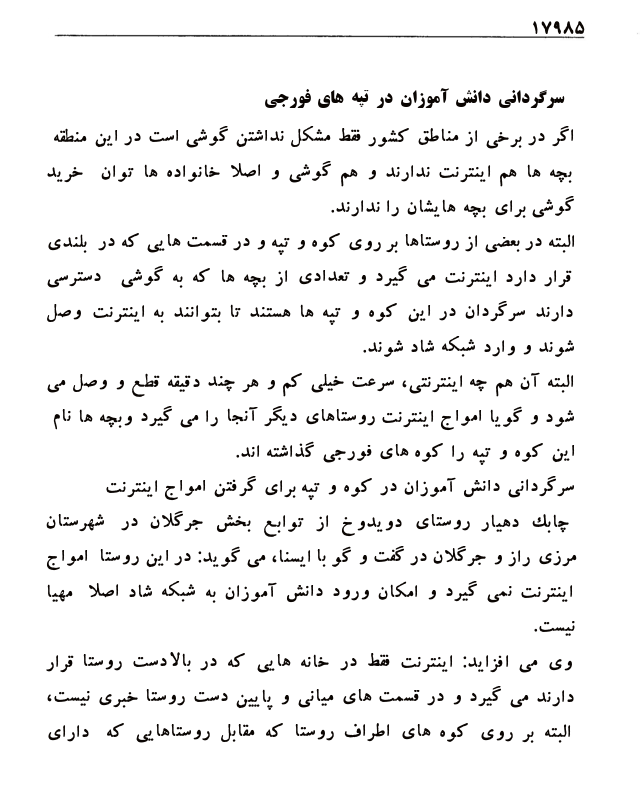 ۱۷۹۸۵
سرگردانی دانش آموزان در تپه های فورجی
اگر در برخی از مناطق کشور فقط مشکل نداشتن گوشی است در این منطقه
بچه ها هم اینترنت ندارند و هم گوشی و اصلا خانواده ها توان خرید
گوشی برای بچه هایشان را ندارند.
البته در بعضی از روستاها بر روی کوه و تپه و در قسمت هایی که در بلندی
قرار دارد اینترنت می گیرد و تعدادی از بچه ها که به گوشی دسترسی
دارند سرگردان در این کوه و تپه ها هستند تا بتوانند به اینترنت وصل
شوند و وارد شبکه شاد شوند.
البته آن هم چه اینترنتی، سرعت خیلی کم و هر چند دقیقه قطع و وصل می
شود و گویا امواج اینترنت روستاهای دیگر آنجا را می گیرد وبچه ها نام
این کوه و تپه را کوه های فورجی گذاشته اند.
سرگردانی دانش آموزان در کوه و تپه برای گرفتن امواج اینترنت
چابك دهیار روستای دویدوخ از توابع بخش جرگلان در شهرستان
مرزی راز و جرگلان در گفت و گو با ایسنا، می گوید: در این روستا امواج
اینترنت نمی گیرد و امکان ورود دانش آموزان به شبکه شاد اصلا مهیا
نیست.
وی می افزاید: اینترنت فقط در خانه هایی که در بالادست روستا قرار
دارند می گیرد و در قسمت های میانی و پایین دست روستا خبری نیست،
البته بر روی کوه های اطراف روستا که مقابل روستاهایی که دارای